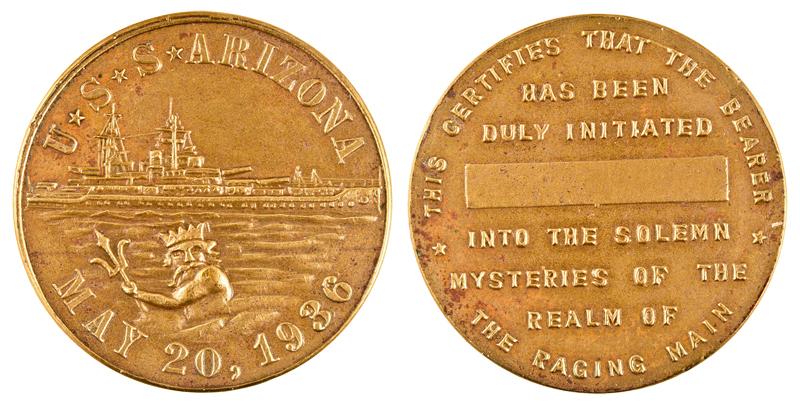 U★S★S★ARIZONA
MAY 20, 1936
THIS CERTIFIES THAT THE BEARER
HAS BEEN
DULY INITIATED
INTO THE SOLEMN
MYSTERIES OF THE
REALM OF
THE RAGING MAIN